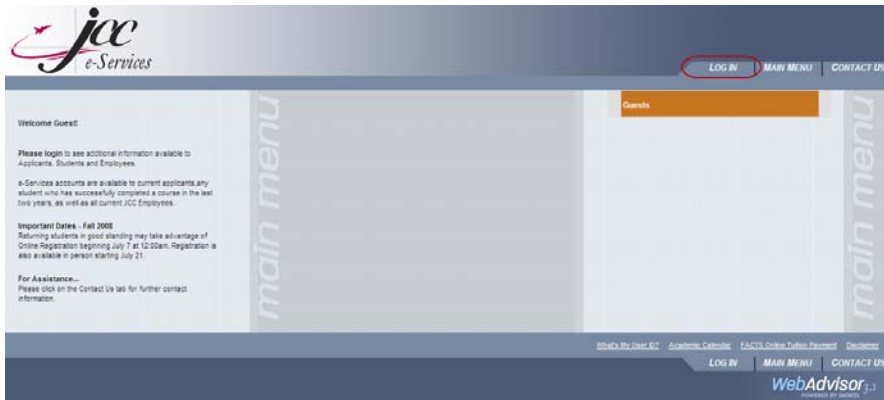 jcc
e-Services
LOG IN MAIN MENU CONTACT US
Welcome Guest!
Please login to see additional information available to
Applicants, Students and Employees.
e-Services accounts are available to current applicants,any
student who has successfully completed a course in the last
two years, as well as all current JCC Employees.
Important Dates - Fall 2008
Returning students in good standing may take advantage of
Online Registration beginning July 7 at 12:00am. Registration is
also available in person starting July 21.
For Assistance...
Please click on the Contact Us tab for further contact
information.
main menu
Guests
main menu
What's My User ID? Academic Calendar FACTS Online Tuition Payment Disclaimer
LOG IN MAIN MENU CONTACT US
WebAdvisor 3.1
POWERED BY DATATEL